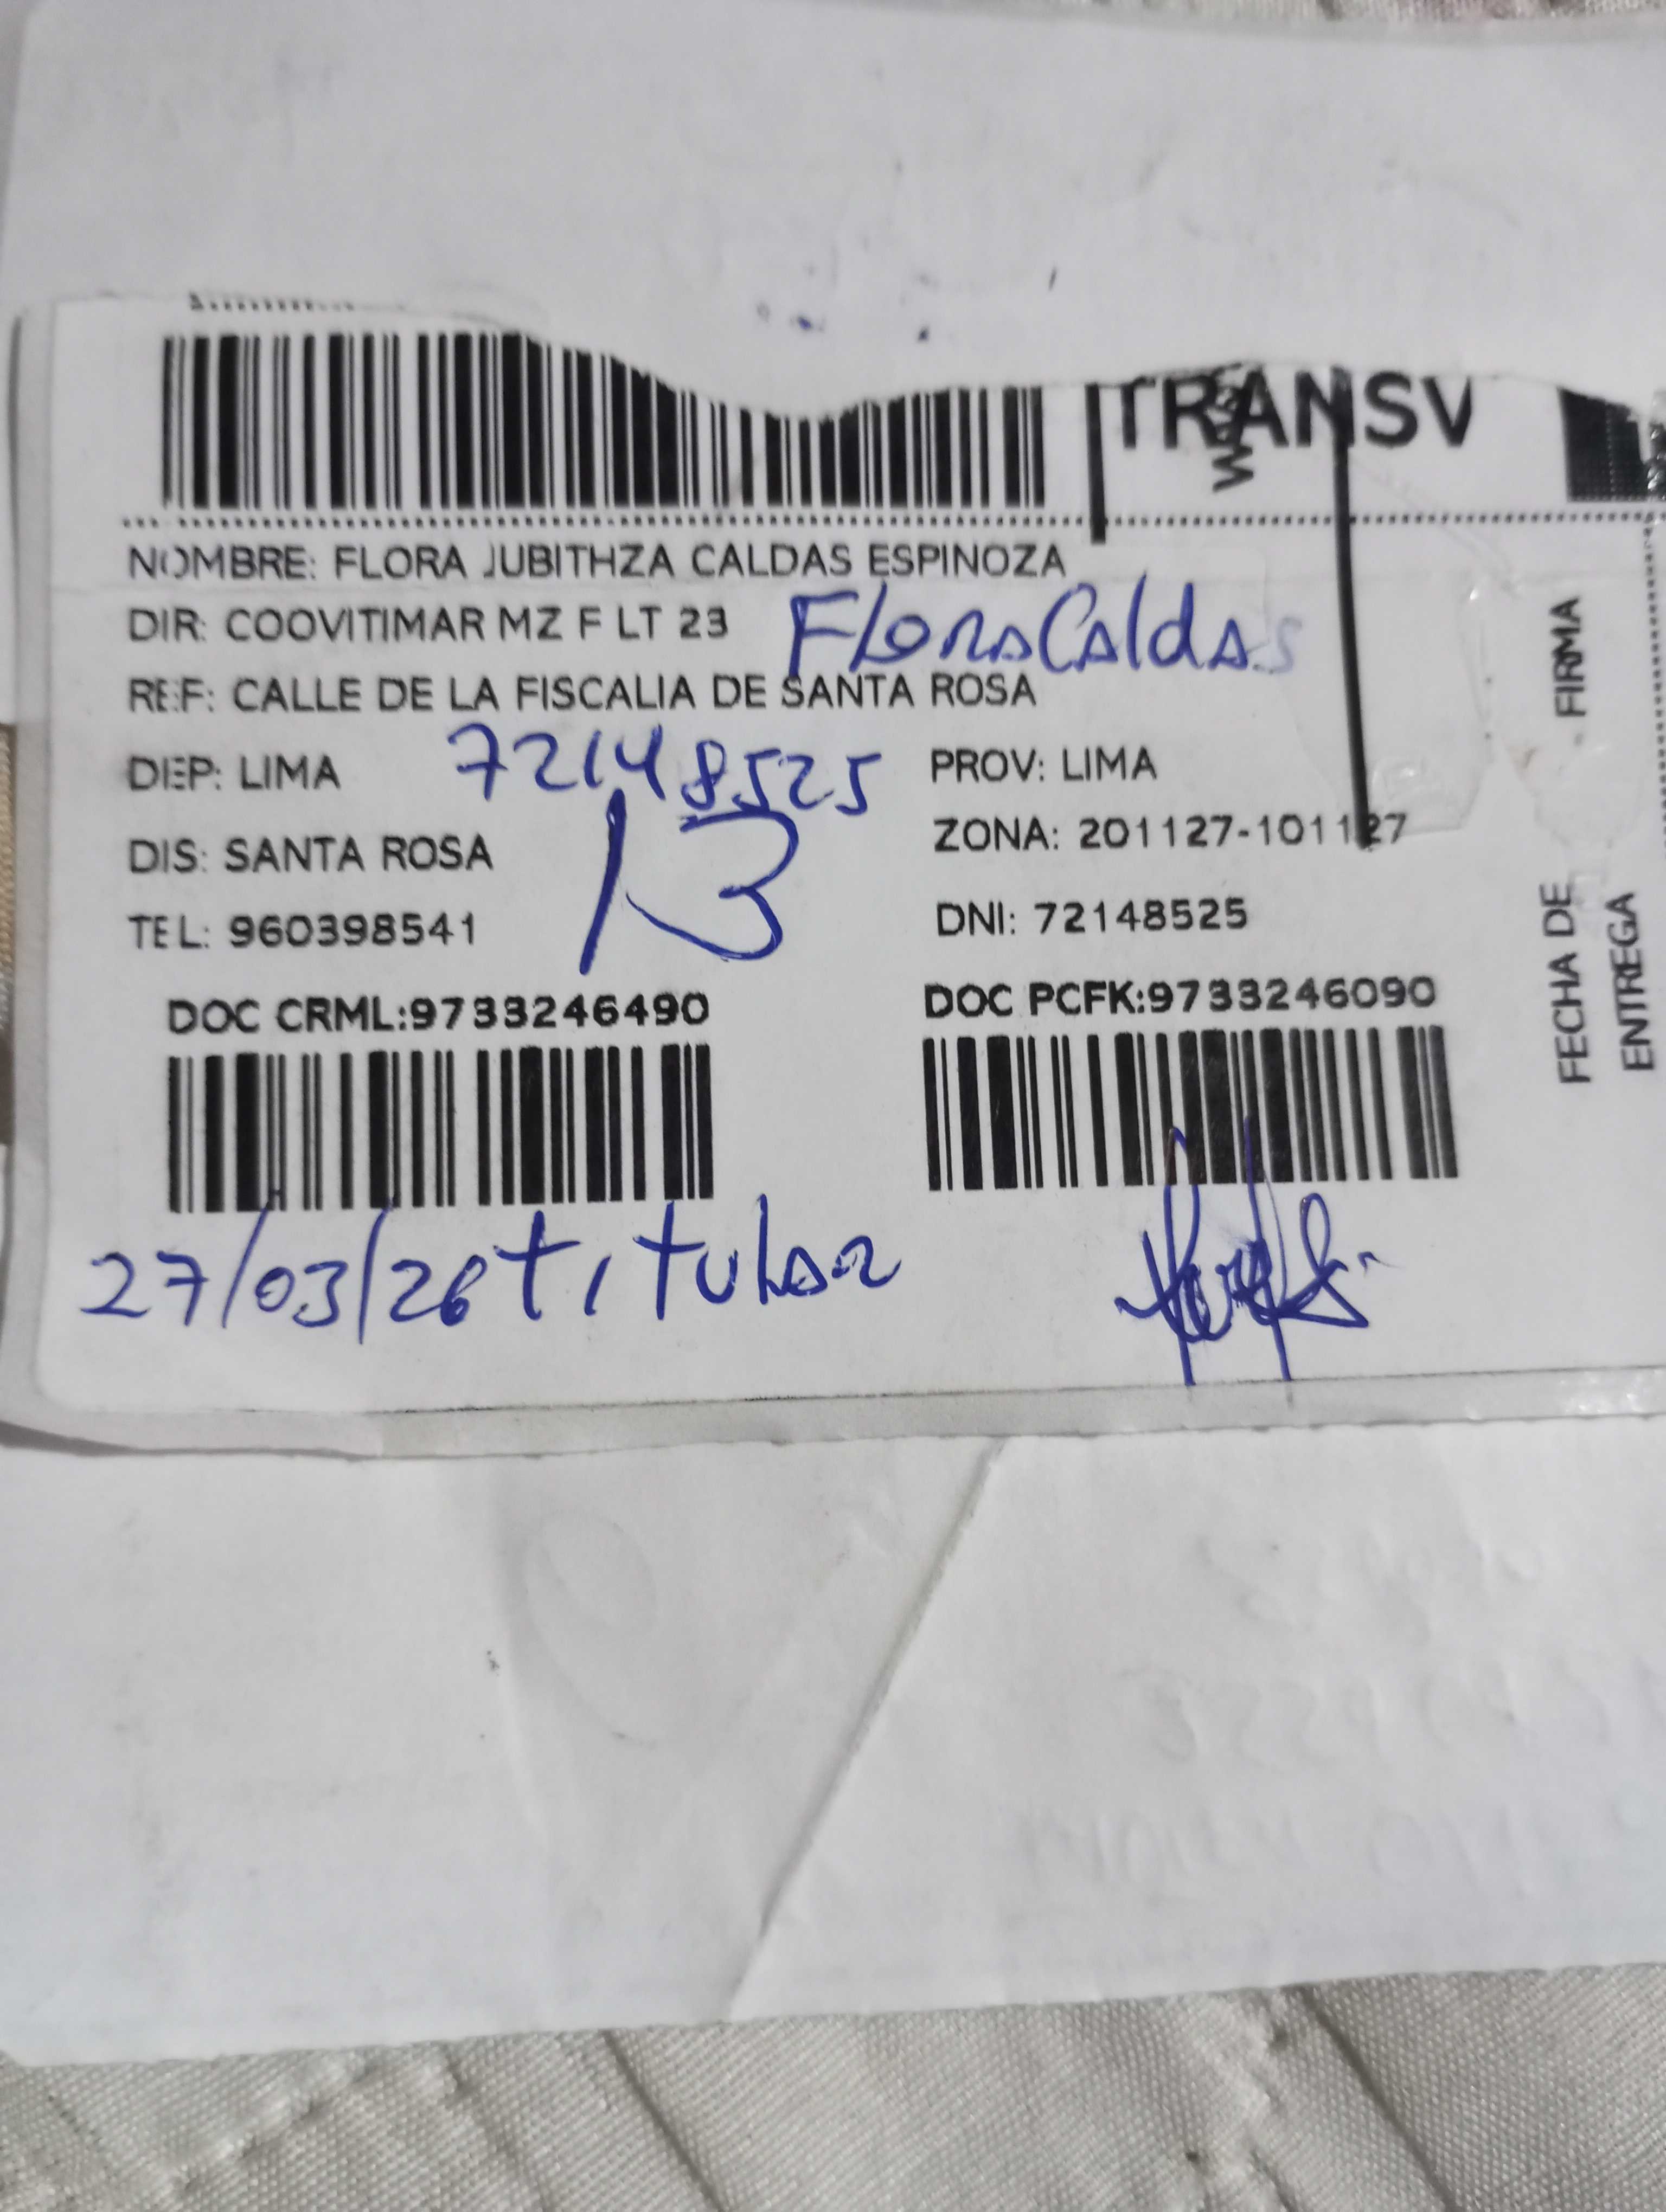 TRANSV
NOMBRE: FLORA JUBITHZA CALDAS ESPINOZA
DIR: COOVITIMAR MZ F LT 23
Flora Caldas
REF: CALLE DE LA FISCALIA DE SANTA ROSA
DEP: LIMA
72148525
PROV: LIMA
13
ZONA: 201127-101127
DIS: SANTA ROSA
TEL: 960398541
DNI: 72148525
DOC CRML:9733246490
DOC PCFK:9733246090
27/03/26 titular
FIRMA
FECHA DE
ENTREGA